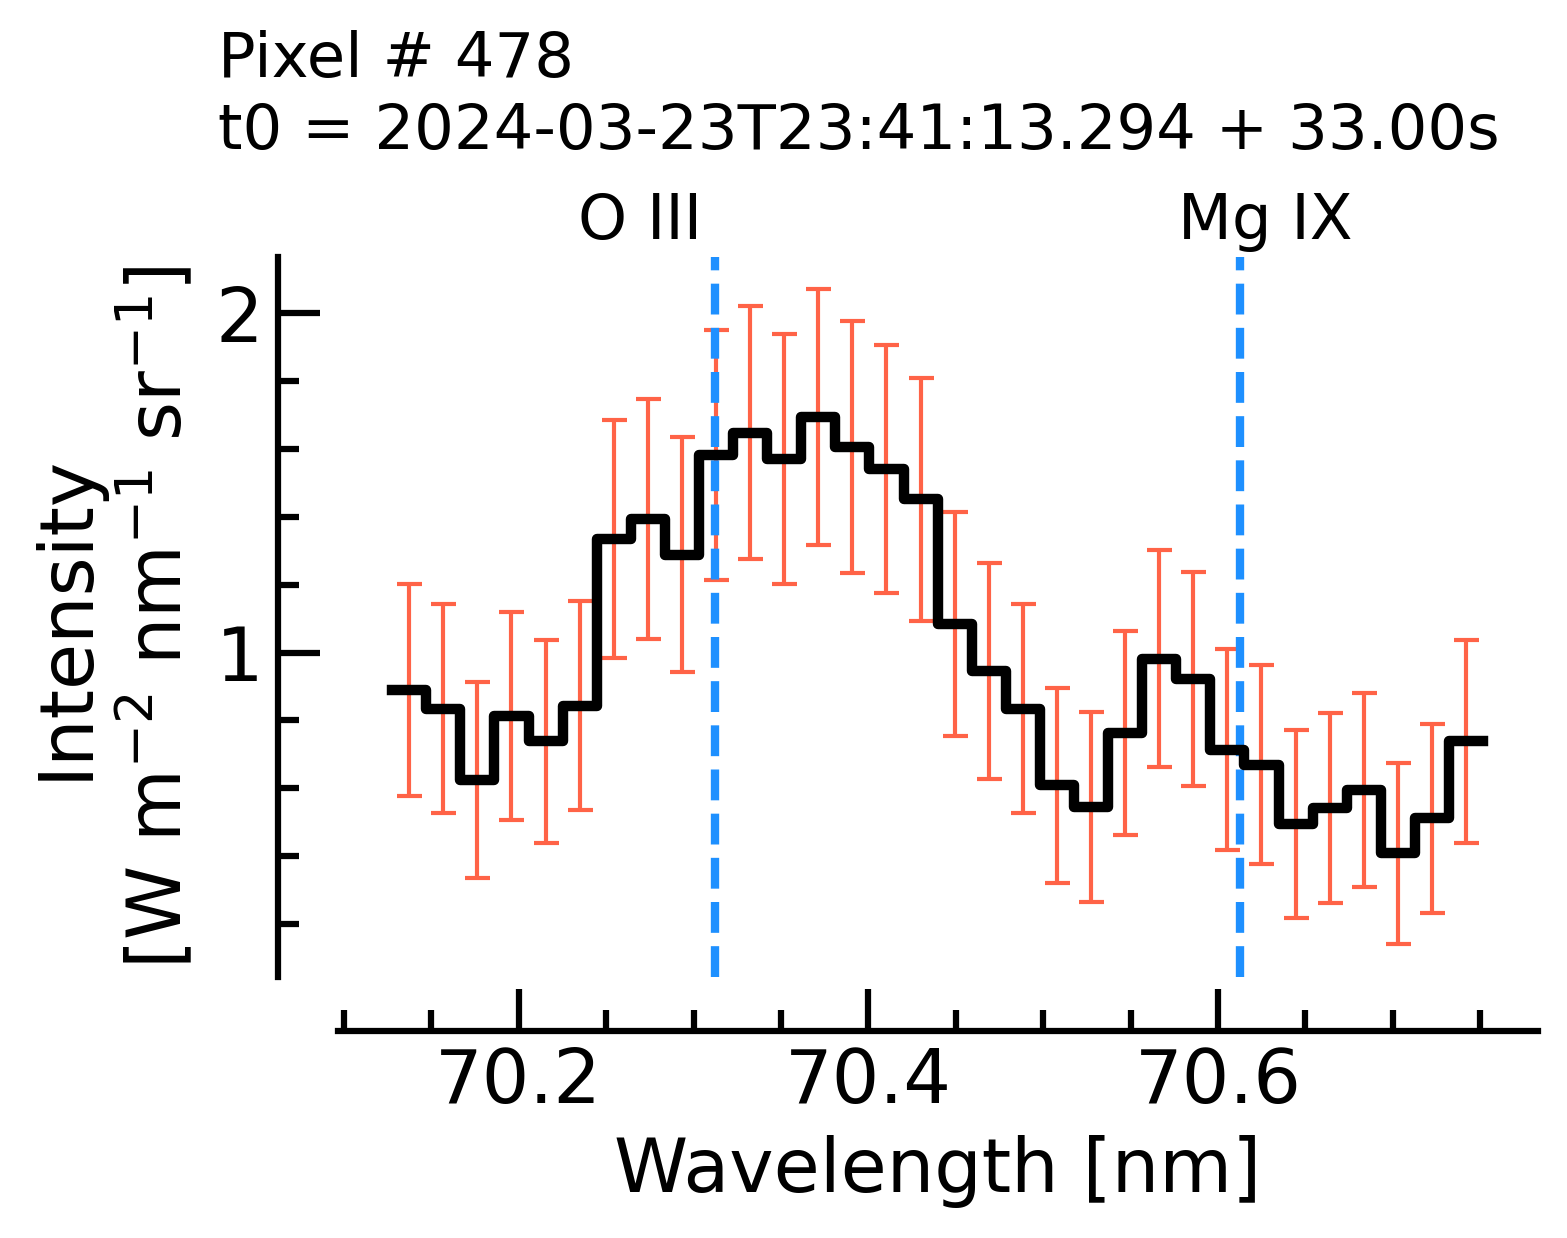 Pixel # 478
t0 = 2024-03-23T23:41:13.294 + 33.00s
O III
Mg IX
Intensity
[W m⁻² nm⁻¹ sr⁻¹]
2
1
70.2
70.4
70.6
Wavelength [nm]